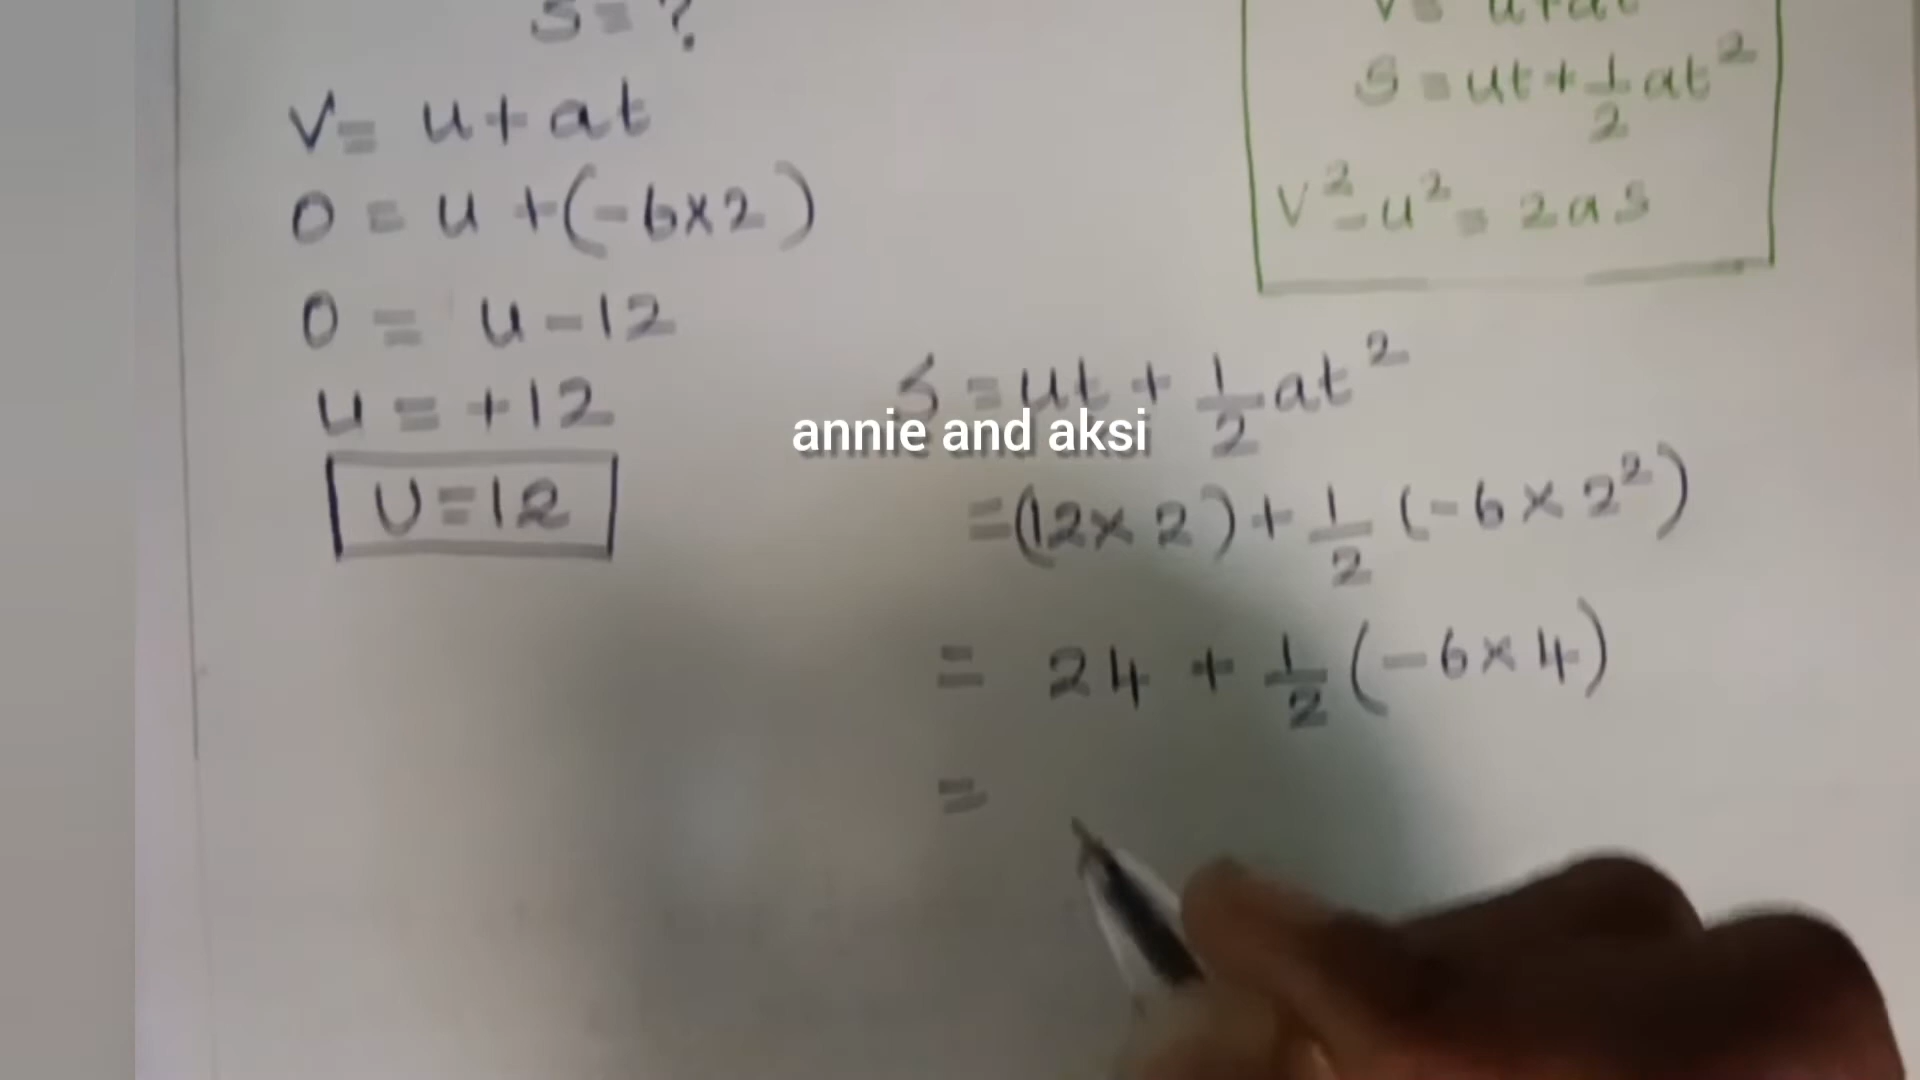 S = ?
V = u + at
0 = u + (-6×2)
0 = u - 12
u = +12
U = 12
V = u + at
S = ut + 1/2 at²
V² - u² = 2as
S = ut + 1/2 at²
= (12×2) + 1/2 (-6×2²)
= 24 + 1/2 (-6×4)
=
annie and aksi